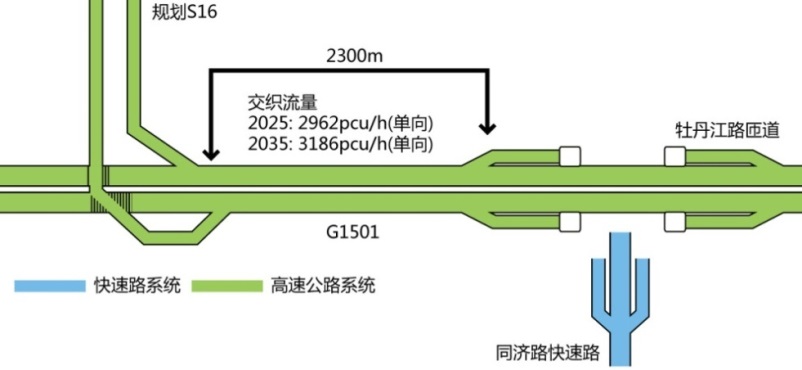 规划S16
2300m
交织流量
2025: 2962pcu/h(单向)
2035: 3186pcu/h(单向)
牡丹江路匝道
G1501
快速路系统
高速公路系统
同济路快速路